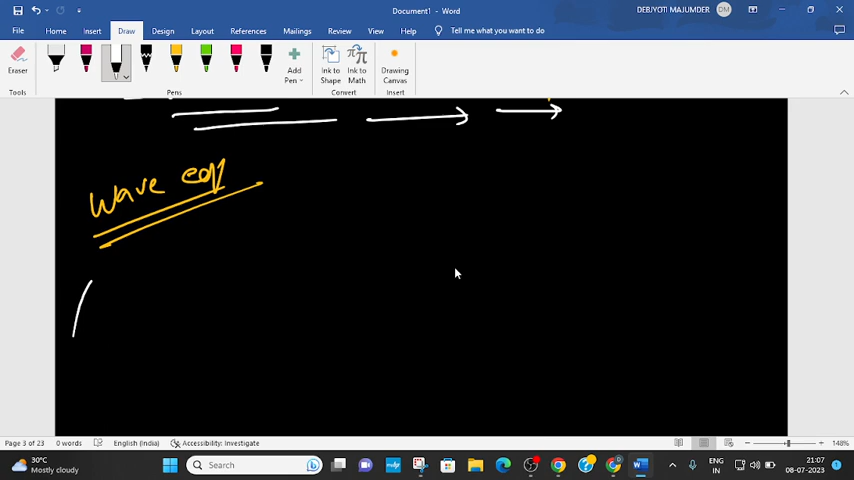 Document1 - Word
DEBJYOTI MAJUMDER DM
File Home Insert Draw Design Layout References Mailings Review View Help Tell me what you want to do
Eraser
Add Pen
Ink to Shape
Ink to Math
Drawing Canvas
Tools Pens Convert Insert
wave eqn
Page 3 of 23 0 words English (India) Accessibility: Investigate 148%
30°C
Mostly cloudy
Search
ENG
IN
21:07
08-07-2023